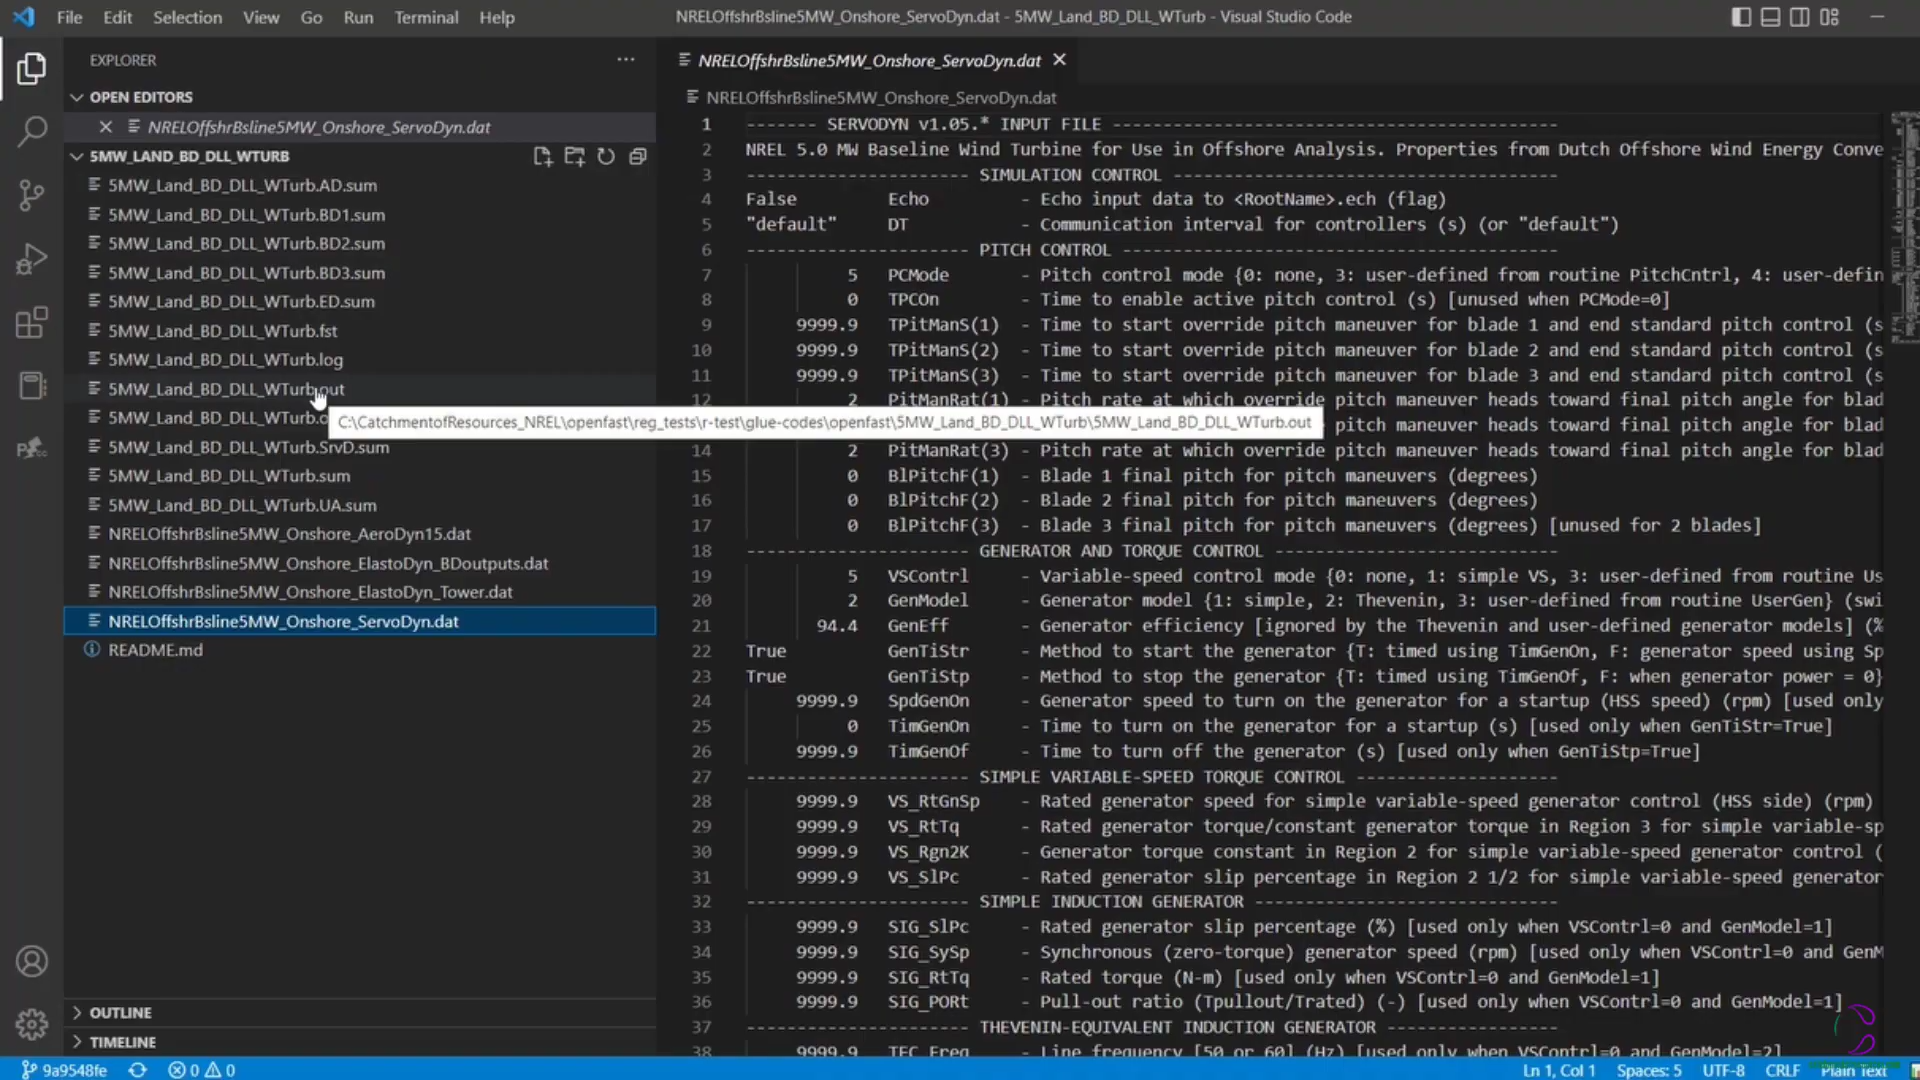 File Edit Selection View Go Run Terminal Help
NRELOffshrBsline5MW_Onshore_ServoDyn.dat - 5MW_Land_BD_DLL_WTurb - Visual Studio Code
EXPLORER
OPEN EDITORS
NRELOffshrBsline5MW_Onshore_ServoDyn.dat
5MW_LAND_BD_DLL_WTURB
5MW_Land_BD_DLL_WTurb.AD.sum
5MW_Land_BD_DLL_WTurb.BD1.sum
5MW_Land_BD_DLL_WTurb.BD2.sum
5MW_Land_BD_DLL_WTurb.BD3.sum
5MW_Land_BD_DLL_WTurb.ED.sum
5MW_Land_BD_DLL_WTurb.fst
5MW_Land_BD_DLL_WTurb.log
5MW_Land_BD_DLL_WTurb.out
5MW_Land_BD_DLL_WTurb.o
5MW_Land_BD_DLL_WTurb.SrvD.sum
5MW_Land_BD_DLL_WTurb.sum
5MW_Land_BD_DLL_WTurb.UA.sum
NRELOffshrBsline5MW_Onshore_AeroDyn15.dat
NRELOffshrBsline5MW_Onshore_ElastoDyn_BDoutputs.dat
NRELOffshrBsline5MW_Onshore_ElastoDyn_Tower.dat
NRELOffshrBsline5MW_Onshore_ServoDyn.dat
README.md
OUTLINE
TIMELINE
NRELOffshrBsline5MW_Onshore_ServoDyn.dat
NRELOffshrBsline5MW_Onshore_ServoDyn.dat
1 ------- SERVODYN v1.05.* INPUT FILE --------------------------------------------
2 NREL 5.0 MW Baseline Wind Turbine for Use in Offshore Analysis. Properties from Dutch Offshore Wind Energy Conve
3 ---------------------- SIMULATION CONTROL --------------------------------------
4 False Echo - Echo input data to <RootName>.ech (flag)
5 "default" DT - Communication interval for controllers (s) (or "default")
6 ---------------------- PITCH CONTROL -------------------------------------------
7 5 PCMode - Pitch control mode {0: none, 3: user-defined from routine PitchCntrl, 4: user-defin
8 0 TPCOn - Time to enable active pitch control (s) [unused when PCMode=0]
9 9999.9 TPitManS(1) - Time to start override pitch maneuver for blade 1 and end standard pitch control (s
10 9999.9 TPitManS(2) - Time to start override pitch maneuver for blade 2 and end standard pitch control (s
11 9999.9 TPitManS(3) - Time to start override pitch maneuver for blade 3 and end standard pitch control (s
12 2 PitManRat(1) - Pitch rate at which override pitch maneuver heads toward final pitch angle for blad
C:\CatchmentofResources_NREL\openfast\reg_tests\r-test\glue-codes\openfast\5MW_Land_BD_DLL_WTurb\5MW_Land_BD_DLL_WTurb.out
pitch maneuver heads toward final pitch angle for blad
14 2 PitManRat(3) - Pitch rate at which override pitch maneuver heads toward final pitch angle for blad
15 0 BlPitchF(1) - Blade 1 final pitch for pitch maneuvers (degrees)
16 0 BlPitchF(2) - Blade 2 final pitch for pitch maneuvers (degrees)
17 0 BlPitchF(3) - Blade 3 final pitch for pitch maneuvers (degrees) [unused for 2 blades]
18 ---------------------- GENERATOR AND TORQUE CONTROL ----------------------------
19 5 VSContrl - Variable-speed control mode {0: none, 1: simple VS, 3: user-defined from routine Us
20 2 GenModel - Generator model {1: simple, 2: Thevenin, 3: user-defined from routine UserGen} (swi
21 94.4 GenEff - Generator efficiency [ignored by the Thevenin and user-defined generator models] (%
22 True GenTiStr - Method to start the generator {T: timed using TimGenOn, F: generator speed using Sp
23 True GenTiStp - Method to stop the generator {T: timed using TimGenOf, F: when generator power = 0}
24 9999.9 SpdGenOn - Generator speed to turn on the generator for a startup (HSS speed) (rpm) [used only
25 0 TimGenOn - Time to turn on the generator for a startup (s) [used only when GenTiStr=True]
26 9999.9 TimGenOf - Time to turn off the generator (s) [used only when GenTiStp=True]
27 ---------------------- SIMPLE VARIABLE-SPEED TORQUE CONTROL --------------------
28 9999.9 VS_RtGnSp - Rated generator speed for simple variable-speed generator control (HSS side) (rpm)
29 9999.9 VS_RtTq - Rated generator torque/constant generator torque in Region 3 for simple variable-sp
30 9999.9 VS_Rgn2K - Generator torque constant in Region 2 for simple variable-speed generator control (
31 9999.9 VS_SlPc - Rated generator slip percentage in Region 2 1/2 for simple variable-speed generator
32 ---------------------- SIMPLE INDUCTION GENERATOR ------------------------------
33 9999.9 SIG_SlPc - Rated generator slip percentage (%) [used only when VSContrl=0 and GenModel=1]
34 9999.9 SIG_SySp - Synchronous (zero-torque) generator speed (rpm) [used only when VSContrl=0 and GenM
35 9999.9 SIG_RtTq - Rated torque (N-m) [used only when VSContrl=0 and GenModel=1]
36 9999.9 SIG_PORt - Pull-out ratio (Tpullout/Trated) (-) [used only when VSContrl=0 and GenModel=1]
37 ---------------------- THEVENIN-EQUIVALENT INDUCTION GENERATOR -----------------
38 9999.9 TEC_Freq - Line frequency [50 or 60] (Hz) [used only when VSContrl=0 and GenModel=2]
9a9548fe 0 0 Ln 1, Col 1 Spaces: 5 UTF-8 CRLF Plain Text